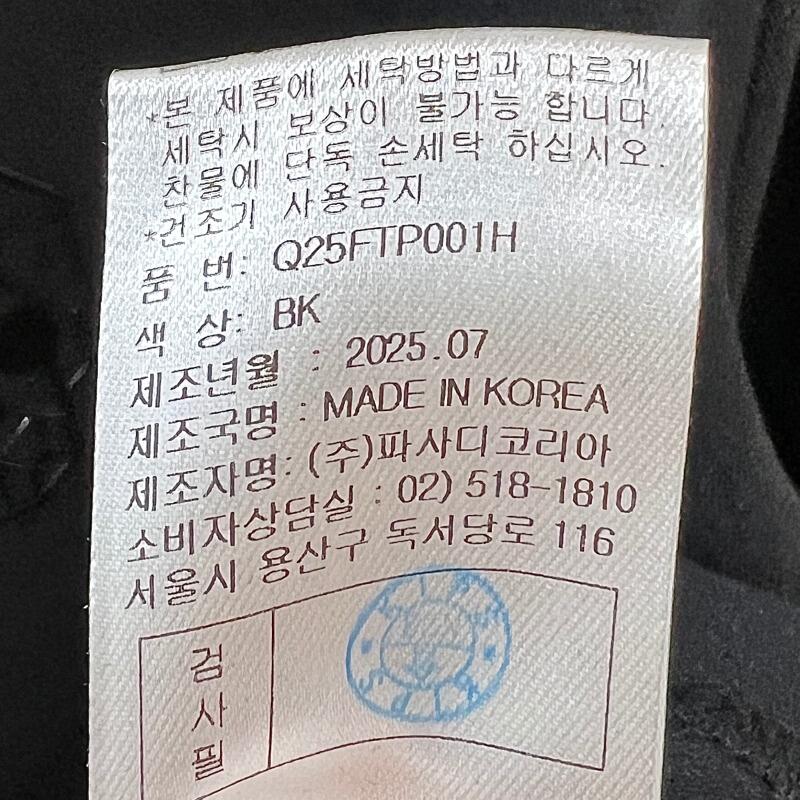 *본 제품에 세탁방법과 다르게
세탁시 보상이 불가능 합니다.
찬물에 단독 손세탁 하십시오.
*건조기 사용금지
품 번: Q25FTP001H
색 상: BK
제조년월 : 2025.07
제조국명 : MADE IN KOREA
제조자명: (주)파사디코리아
소비자상담실 : 02) 518-1810
서울시 용산구 독서당로 116
검
사
필